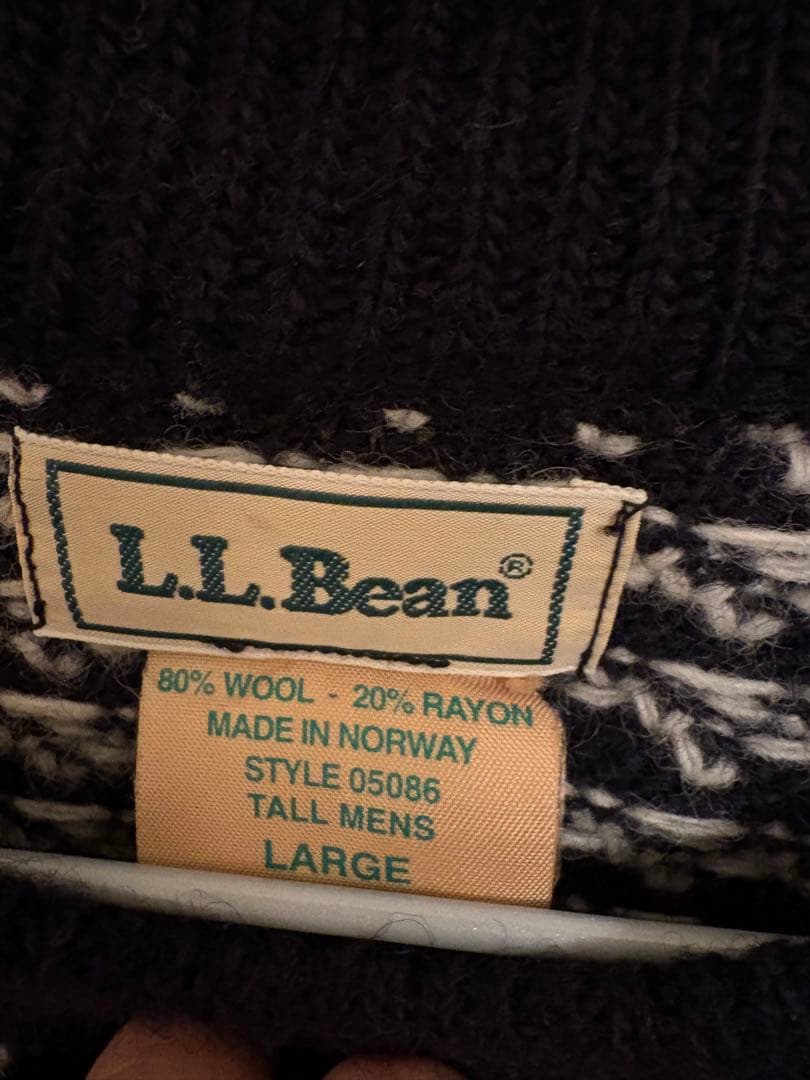 L.L.Bean®
80% WOOL - 20% RAYON
MADE IN NORWAY
STYLE 05086
TALL MENS
LARGE